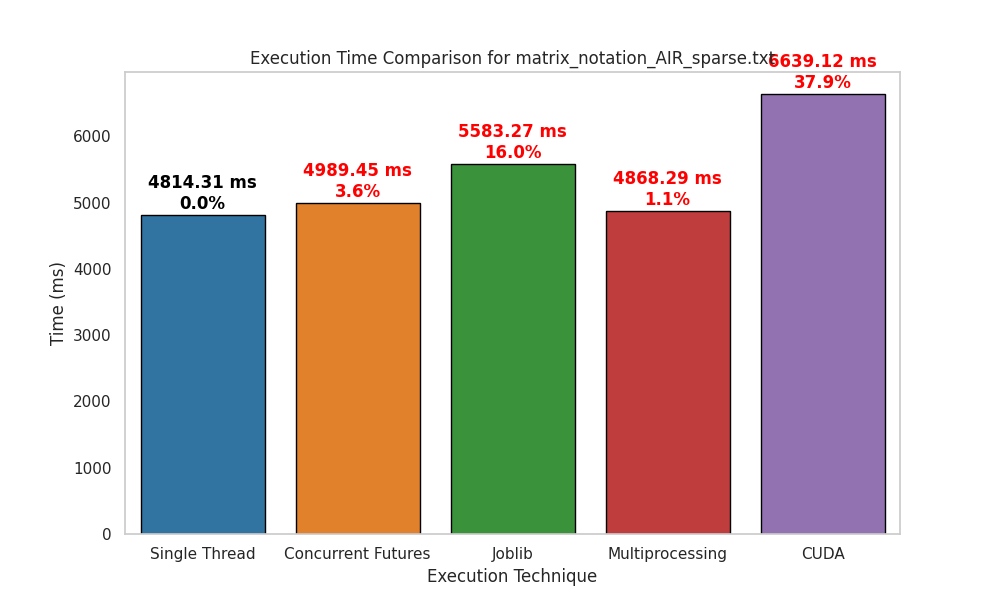 Execution Time Comparison for matrix_notation_AIR_sparse.txt
6639.12 ms
37.9%
5583.27 ms
16.0%
4989.45 ms
3.6%
4868.29 ms
1.1%
4814.31 ms
0.0%
Time (ms)
6000
5000
4000
3000
2000
1000
0
Single Thread
Concurrent Futures
Joblib
Multiprocessing
CUDA
Execution Technique